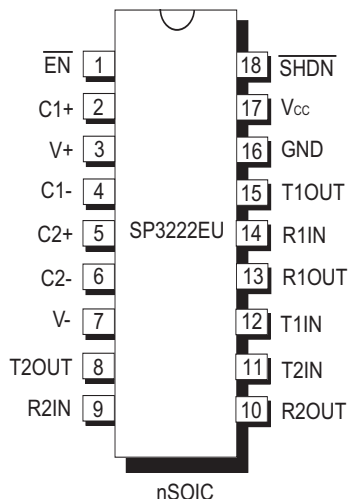 EN 1 18 SHDN
C1+ 2 17 Vcc
V+ 3 16 GND
C1- 4 15 T1OUT
C2+ 5 SP3222EU 14 R1IN
C2- 6 13 R1OUT
V- 7 12 T1IN
T2OUT 8 11 T2IN
R2IN 9 10 R2OUT
nSOIC